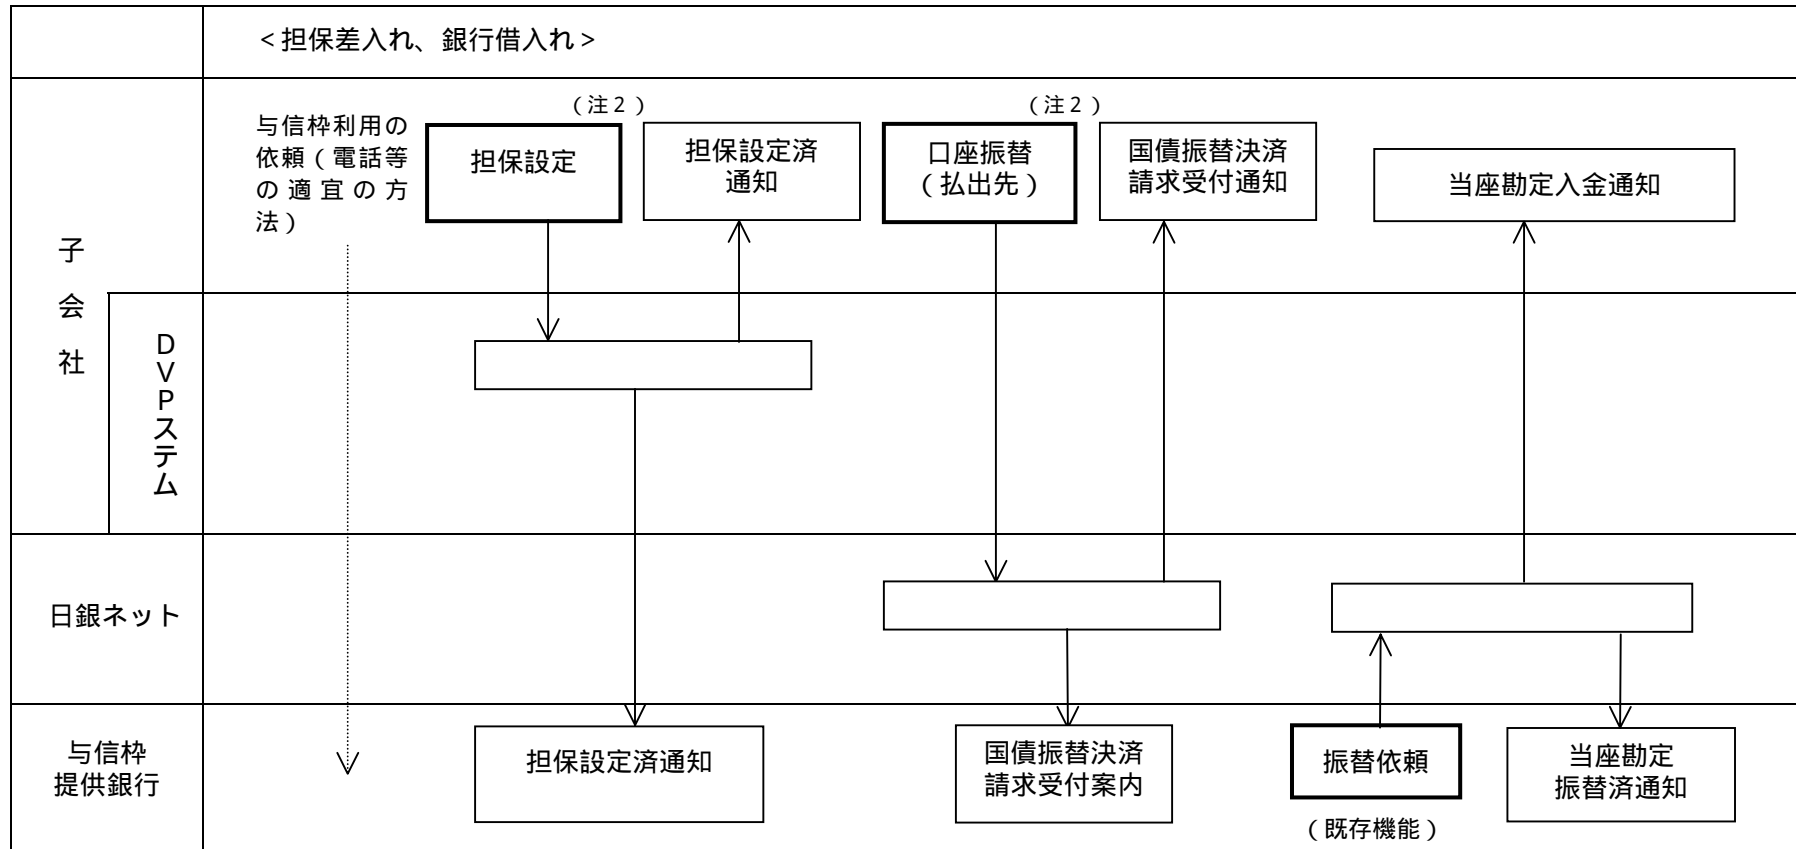 ＜担保差入れ、銀行借入れ＞
子会社
与信枠利用の
依頼（電話等
の適宜の方
法）
（注２）
担保設定
担保設定済
通知
（注２）
口座振替
（払出先）
国債振替決済
請求受付通知
当座勘定入金通知
ＤＶＰステム
日銀ネット
与信枠
提供銀行
担保設定済通知
国債振替決済
請求受付案内
振替依頼
（既存機能）
当座勘定
振替済通知